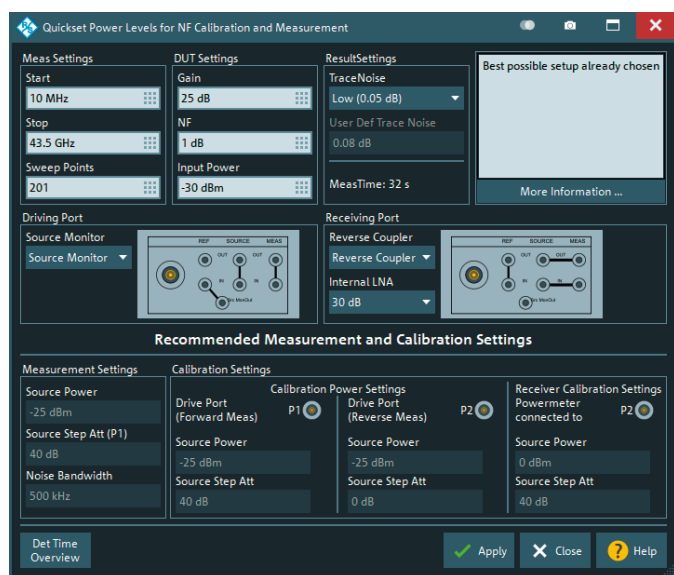 Quickset Power Levels for NF Calibration and Measurement
Meas Settings
Start
10 MHz
Stop
43.5 GHz
Sweep Points
201
DUT Settings
Gain
25 dB
NF
1 dB
Input Power
-30 dBm
ResultSettings
TraceNoise
Low (0.05 dB)
User Def Trace Noise
0.08 dB
MeasTime: 32 s
Best possible setup already chosen
More Information ...
Driving Port
Source Monitor
Source Monitor
REF SOURCE MEAS
OUT OUT
IN IN
Receiving Port
Reverse Coupler
Reverse Coupler
Internal LNA
30 dB
REF SOURCE MEAS
OUT OUT
IN IN
Recommended Measurement and Calibration Settings
Measurement Settings
Source Power
-25 dBm
Source Step Att (P1)
40 dB
Noise Bandwidth
500 kHz
Calibration Settings
Calibration Power Settings
Drive Port
(Forward Meas) P1
Source Power
-25 dBm
Source Step Att
40 dB
Drive Port
(Reverse Meas) P2
Source Power
-25 dBm
Source Step Att
0 dB
Receiver Calibration Settings
Powermeter
connected to P2
Source Power
0 dBm
Source Step Att
40 dB
Det Time
Overview
Apply
Close
? Help